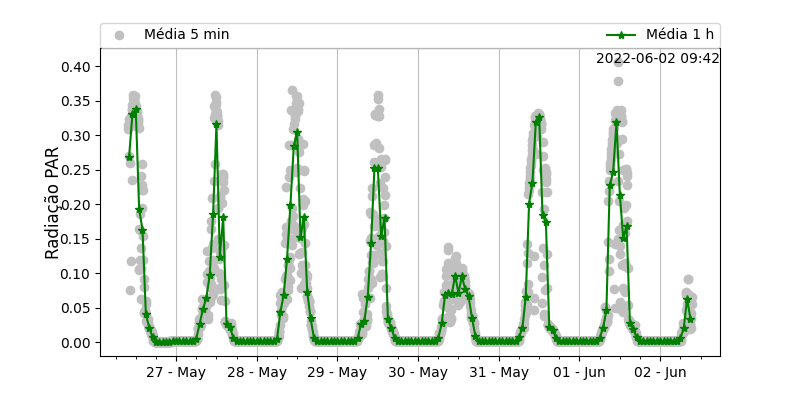 Média 5 min
Média 1 h
2022-06-02 09:42
Radiação PAR
0.40
0.35
0.30
0.25
0.20
0.15
0.10
0.05
0.00
27 - May
28 - May
29 - May
30 - May
31 - May
01 - Jun
02 - Jun